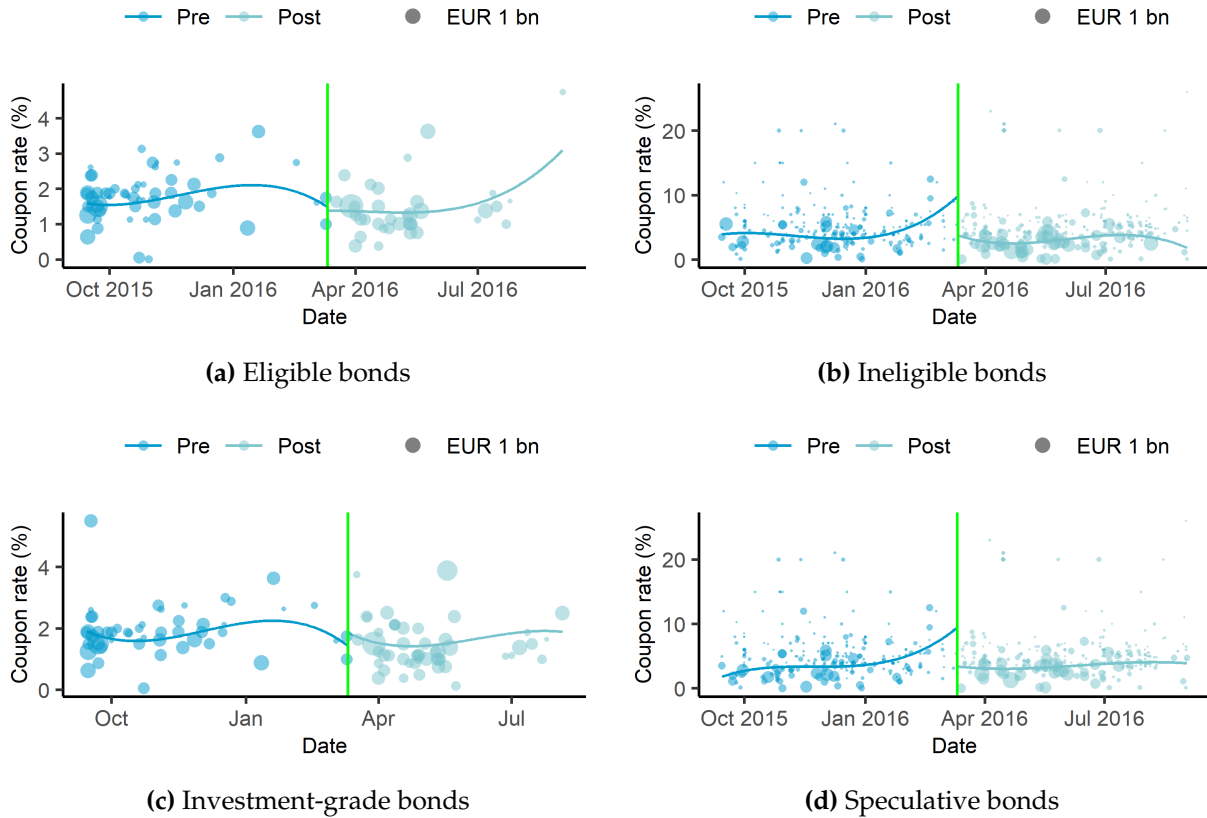 Pre Post EUR 1 bn
Coupon rate (%)
4
3
2
1
0
Oct 2015 Jan 2016 Apr 2016 Jul 2016
Date
(a) Eligible bonds
Pre Post EUR 1 bn
Coupon rate (%)
20
10
0
Oct 2015 Jan 2016 Apr 2016 Jul 2016
Date
(b) Ineligible bonds
Pre Post EUR 1 bn
Coupon rate (%)
4
2
0
Oct Jan Apr Jul
Date
(c) Investment-grade bonds
Pre Post EUR 1 bn
Coupon rate (%)
20
10
0
Oct 2015 Jan 2016 Apr 2016 Jul 2016
Date
(d) Speculative bonds